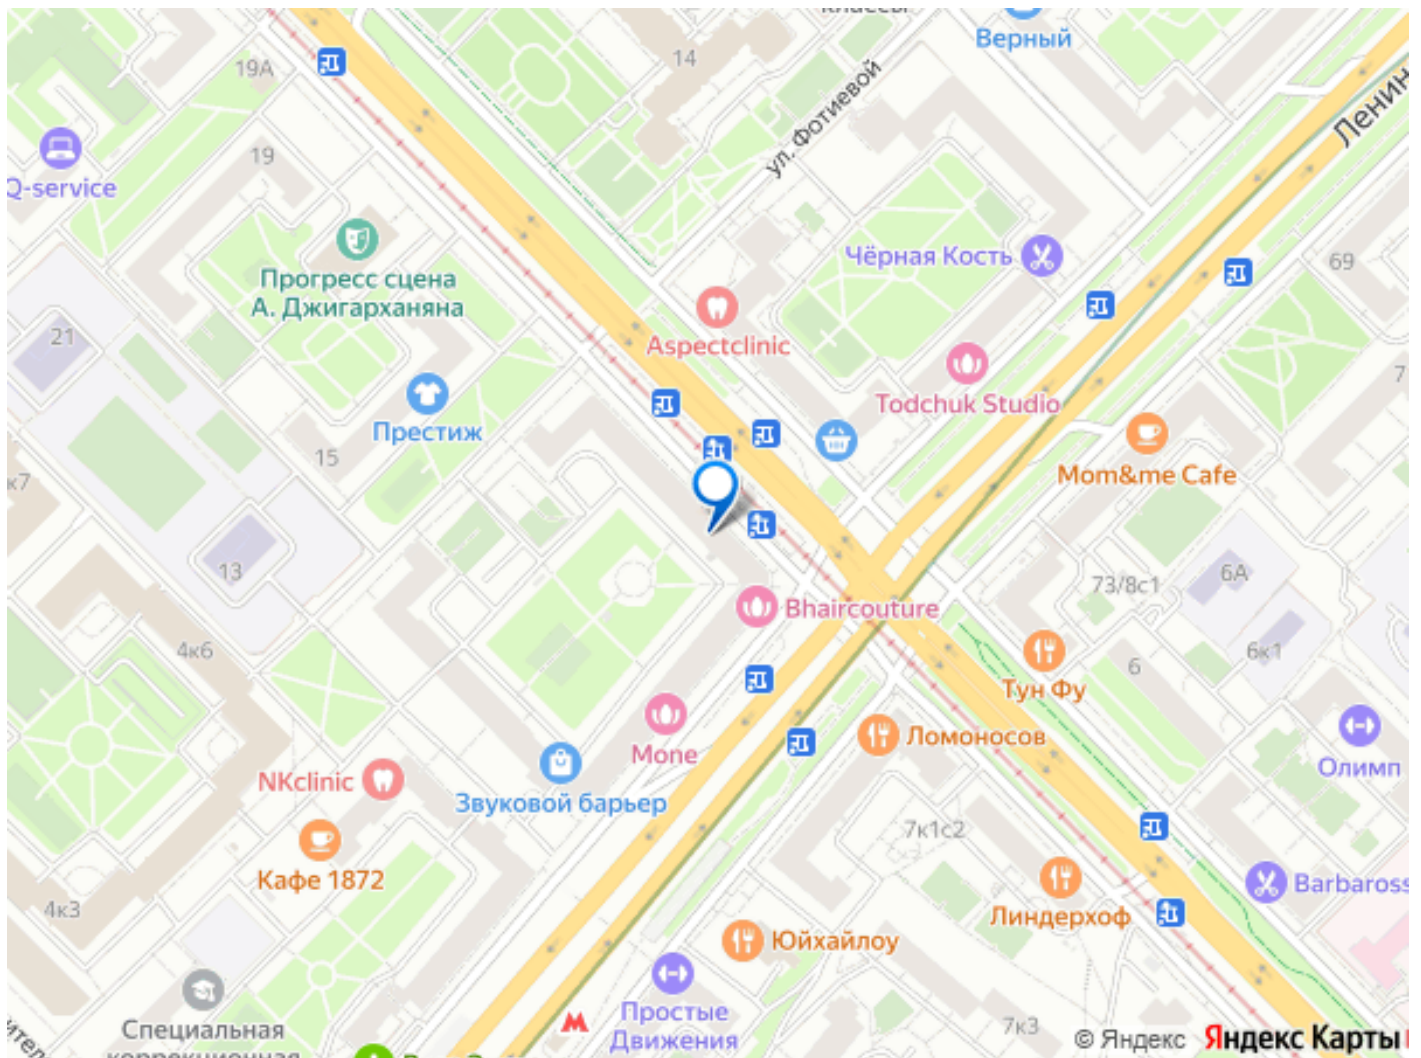 Верный
14
19А
ул. Фотиевой
Ленин
Q-service
19
Чёрная Кость
69
Прогресс сцена
А. Джигарханяна
21
Aspectclinic
7
Todchuk Studio
Престиж
15
Mom&me Cafe
к7
13
73/8с1
6А
Bhaircouture
4к6
6к1
6
Тун Фу
Mone
Ломоносов
Олимп
NKclinic
Звуковой барьер
7к1с2
Кафе 1872
Barbaross
4к3
Линдерхоф
Юйхайлоу
Простые
Движения
Специальная
коррекционная
7к3
© Яндекс Яндекс Карты